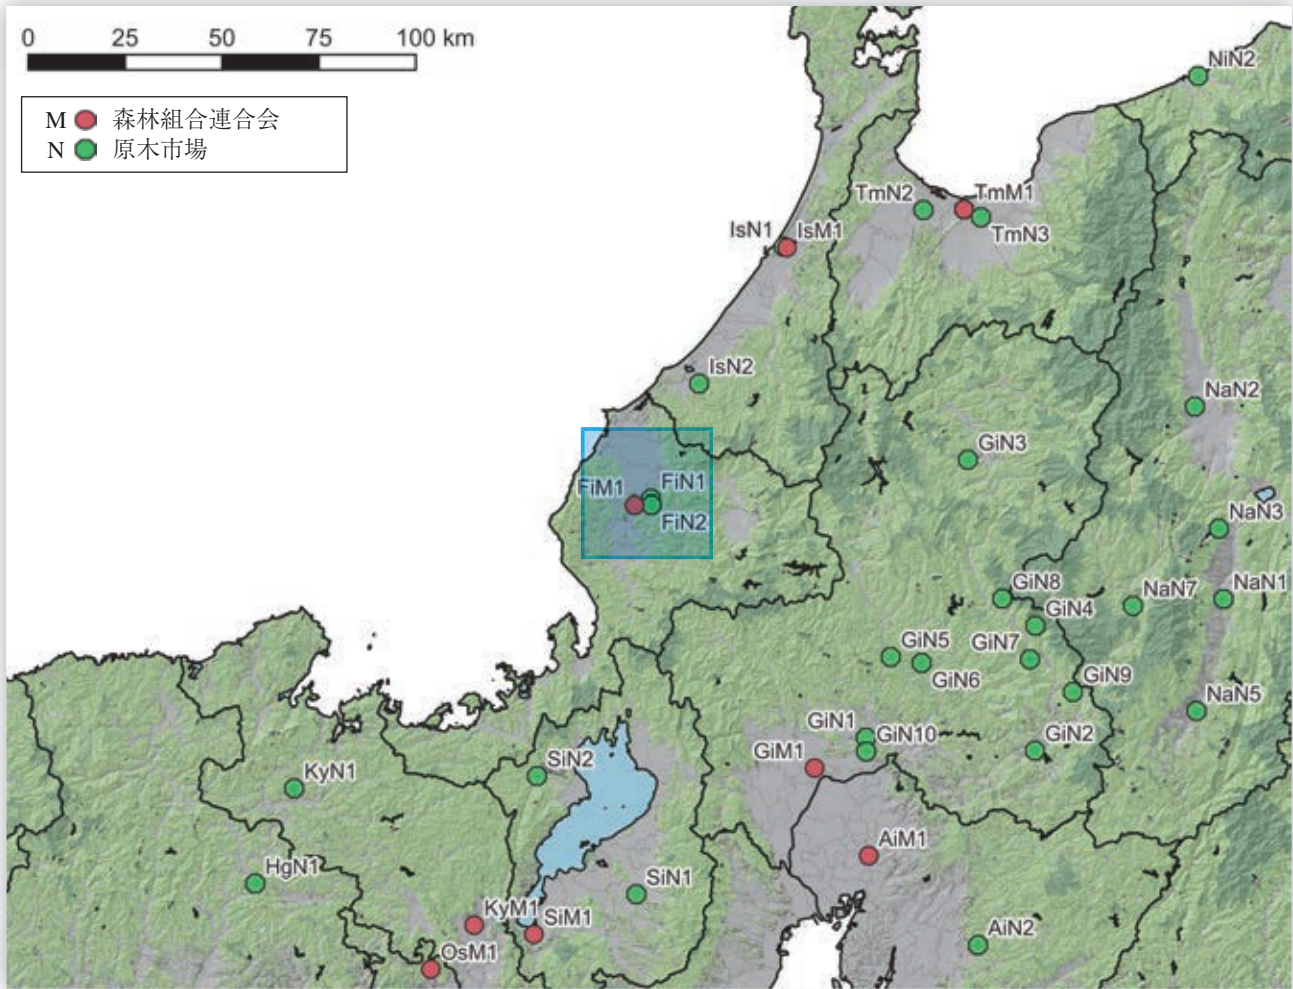 0 25 50 75 100 km
M 森林組合連合会
N 原木市場
NiN2
TmN2
TmM1
TmN3
IsN1
IsM1
IsN2
NaN2
GiN3
FiM1
FiN1
FiN2
NaN3
GiN8
NaN7
NaN1
GiN4
GiN5
GiN7
GiN6
GiN9
NaN5
GiN1
GiN10
GiN2
GiM1
SiN2
KyN1
AiM1
HgN1
SiN1
KyM1
SiM1
AiN2
OsM1